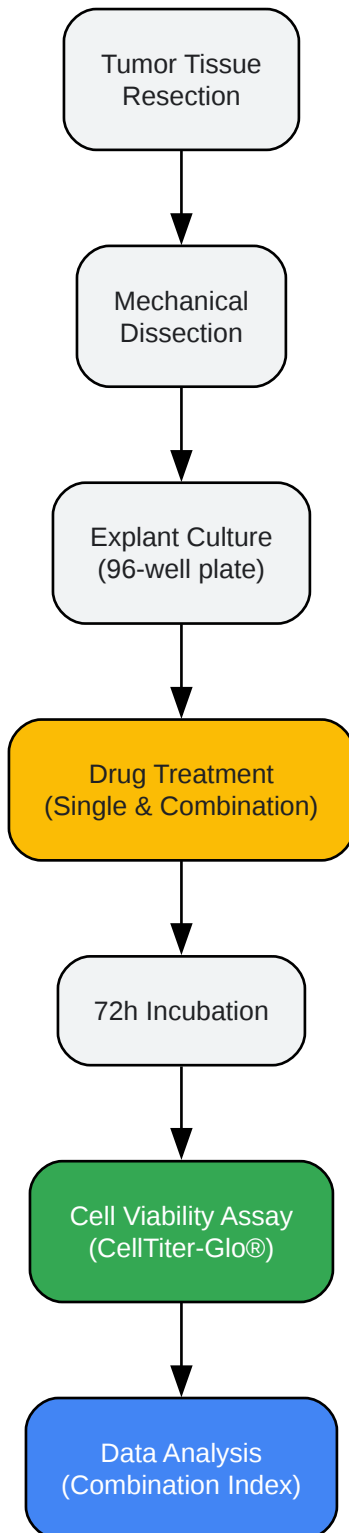 Tumor Tissue
Resection
Mechanical
Dissection
Explant Culture
(96-well plate)
Drug Treatment
(Single & Combination)
72h Incubation
Cell Viability Assay
(CellTiter-Glo®)
Data Analysis
(Combination Index)